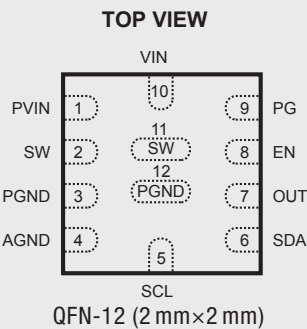 TOP VIEW
VIN
10
PVIN 1 9 PG
11
SW 2 SW 8 EN
12
PGND 3 PGND 7 OUT
AGND 4 6 SDA
5
SCL
QFN-12 (2 mm×2 mm)